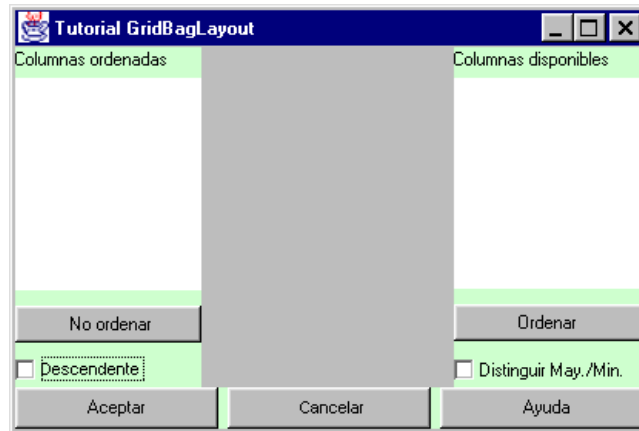 Tutorial GridBagLayout
Columnas ordenadas Columnas disponibles
No ordenar Ordenar
Descendente Distinguir May./Min.
Aceptar Cancelar Ayuda